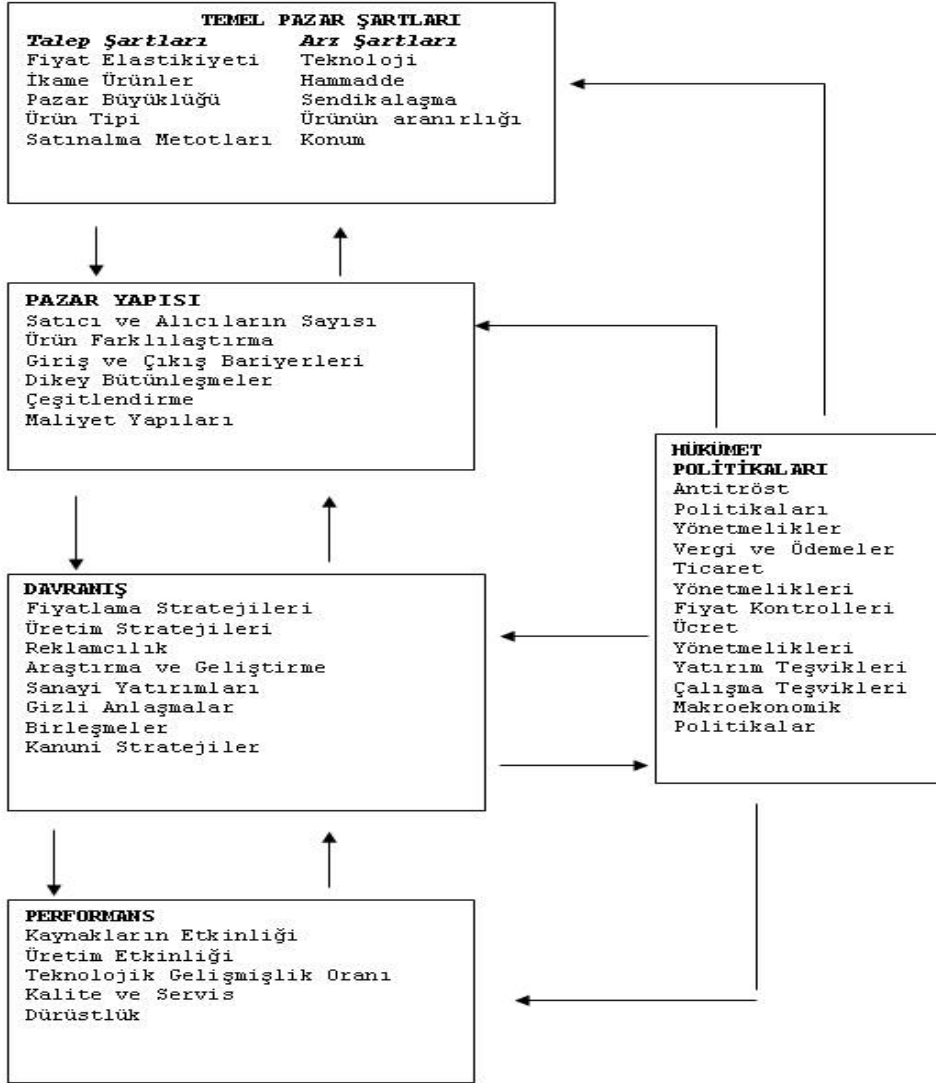 TEMEL PAZAR ŞARTLARI
Talep Şartları Arz Şartları
Fiyat Elastikiyeti Teknoloji
İkame Ürünler Hammadde
Pazar Büyüklüğü Sendikalaşma
Ürün Tipi Ürünün aranırlığı
Satınalma Metotları Konum
PAZAR YAPISI
Satıcı ve Alıcıların Sayısı
Ürün Farklılaştırma
Giriş ve Çıkış Bariyerleri
Dikey Bütünleşmeler
Çeşitlendirme
Maliyet Yapıları
HÜKÜMET
POLİTİKALARI
Antitröst
Politikaları
Yönetmelikler
Vergi ve Ödemeler
Ticaret
Yönetmelikleri
Fiyat Kontrolleri
Ücret
Yönetmelikleri
Yatırım Teşvikleri
Çalışma Teşvikleri
Makroekonomik
Politikalar
DAVRANIŞ
Fiyatlama Stratejileri
Üretim Stratejileri
Reklamcılık
Araştırma ve Geliştirme
Sanayi Yatırımları
Gizli Anlaşmalar
Birleşmeler
Kanuni Stratejiler
PERFORMANS
Kaynakların Etkinliği
Üretim Etkinliği
Teknolojik Gelişmişlik Oranı
Kalite ve Servis
Dürüstlük